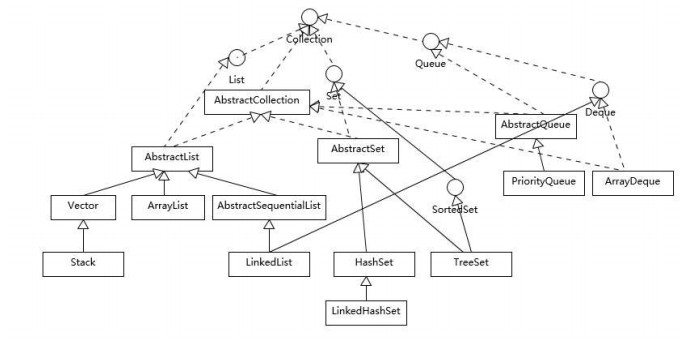 Collection
Queue
List
Set
Deque
AbstractCollection
AbstractQueue
AbstractList
AbstractSet
PriorityQueue
ArrayDeque
Vector
ArrayList
AbstractSequentialList
SortedSet
Stack
LinkedList
HashSet
TreeSet
LinkedHashSet